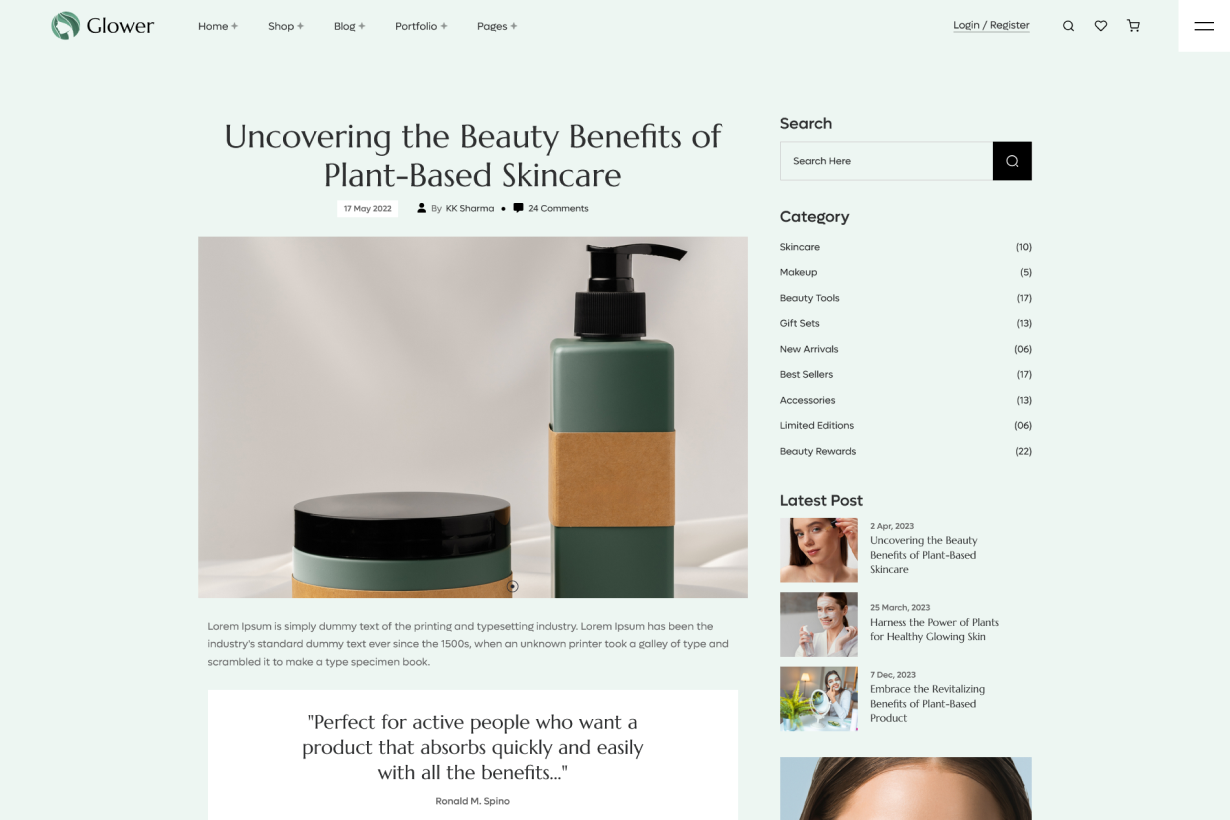 Glower
Home +
Shop +
Blog +
Portfolio +
Pages +
Login / Register
Uncovering the Beauty Benefits of
Plant-Based Skincare
17 May 2022
By KK Sharma • 24 Comments
Lorem Ipsum is simply dummy text of the printing and typesetting industry. Lorem Ipsum has been the
industry's standard dummy text ever since the 1500s, when an unknown printer took a galley of type and
scrambled it to make a type specimen book.
"Perfect for active people who want a
product that absorbs quickly and easily
with all the benefits..."
Ronald M. Spino
Search
Search Here
Category
Skincare (10)
Makeup (5)
Beauty Tools (17)
Gift Sets (13)
New Arrivals (06)
Best Sellers (17)
Accessories (13)
Limited Editions (06)
Beauty Rewards (22)
Latest Post
2 Apr, 2023
Uncovering the Beauty
Benefits of Plant-Based
Skincare
25 March, 2023
Harness the Power of Plants
for Healthy Glowing Skin
7 Dec, 2023
Embrace the Revitalizing
Benefits of Plant-Based
Product